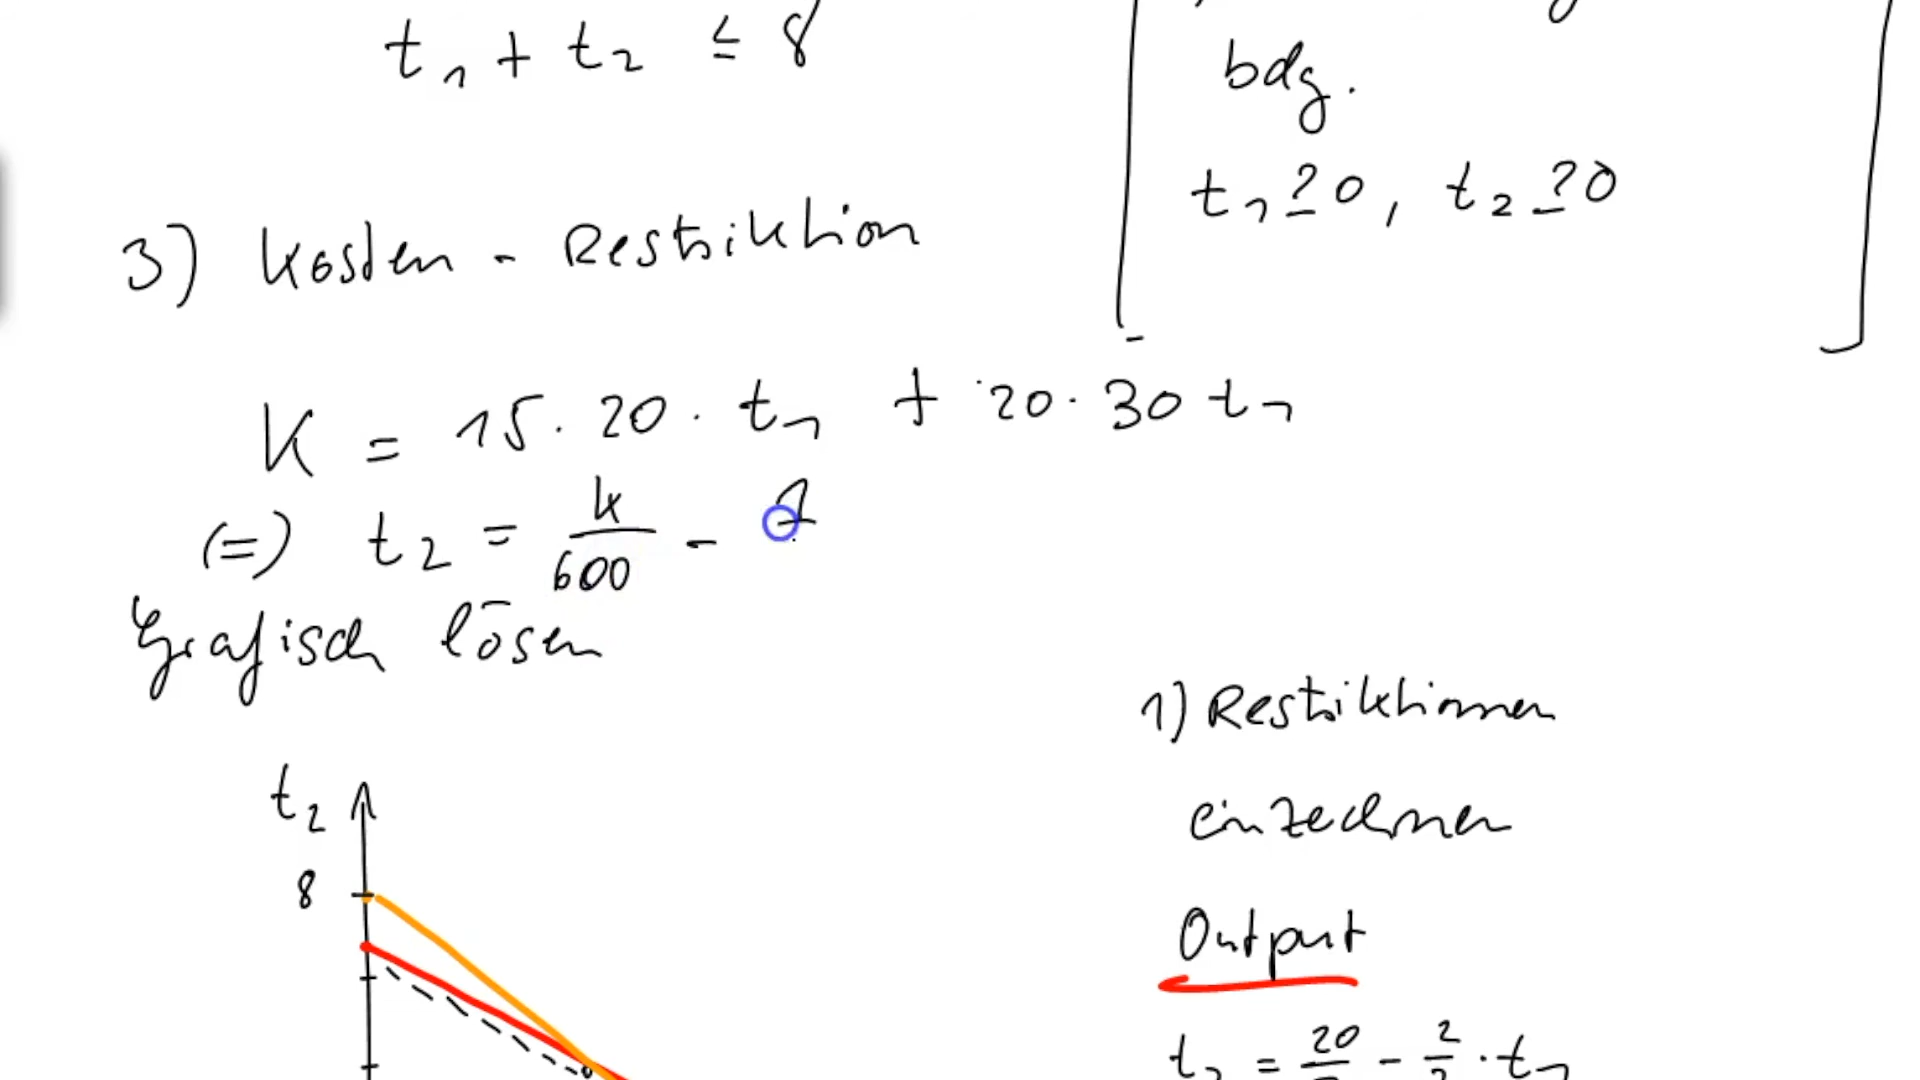 t₁ + t₂ ≤ 8
bdg.
t₁ ≥ 0, t₂ ≥ 0
3) Kosten - Restriktion
K = 15 · 20 · t₁ + 20 · 30 t₁
(=) t₂ = K/600 - 1
Grafisch lösen
1) Restriktionen
einzeichnen
Output
t₂
8